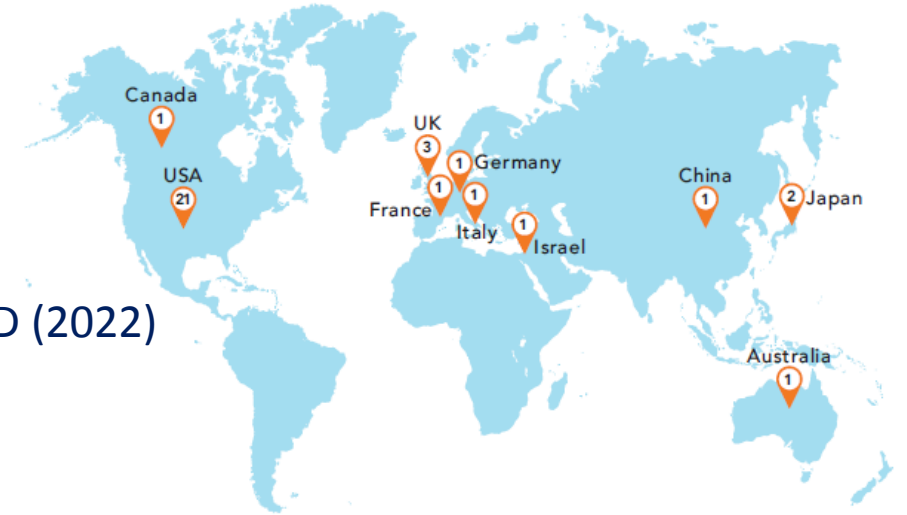 Canada
1
UK
3
USA
21
1
Germany
France
1
1
Italy
1
Israel
China
1
2
Japan
D (2022)
Australia
1